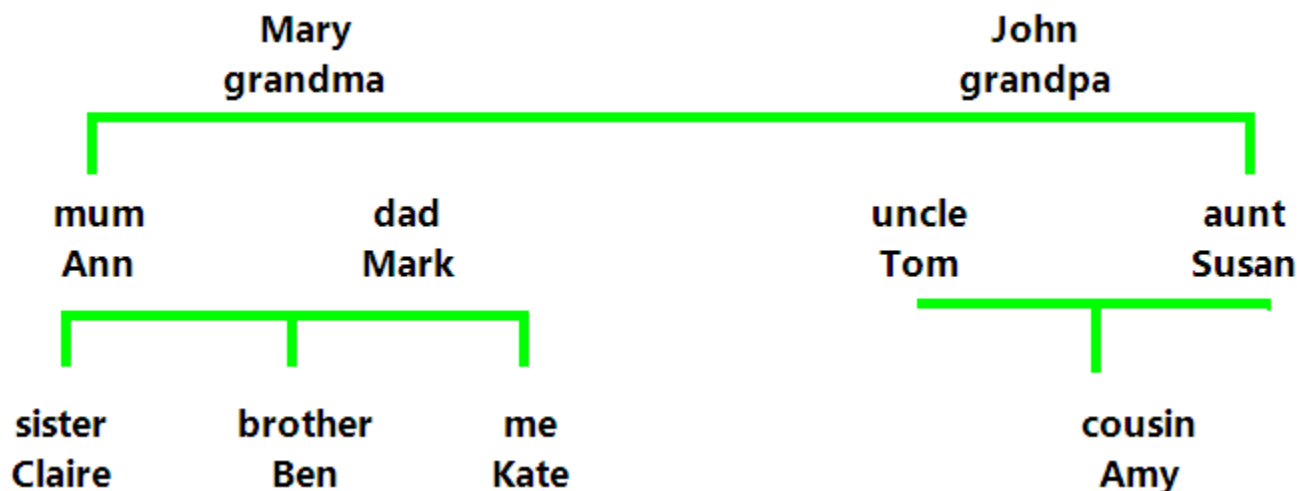 Mary John
grandma grandpa
mum dad uncle aunt
Ann Mark Tom Susan
sister brother me cousin
Claire Ben Kate Amy